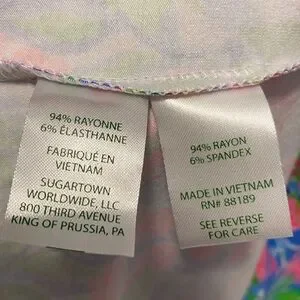 94% RAYONNE
6% ÉLASTHANNE
FABRIQUÉ EN
VIETNAM
SUGARTOWN
WORLDWIDE, LLC
800 THIRD AVENUE
KING OF PRUSSIA, PA
94% RAYON
6% SPANDEX
MADE IN VIETNAM
RN# 88189
SEE REVERSE
FOR CARE